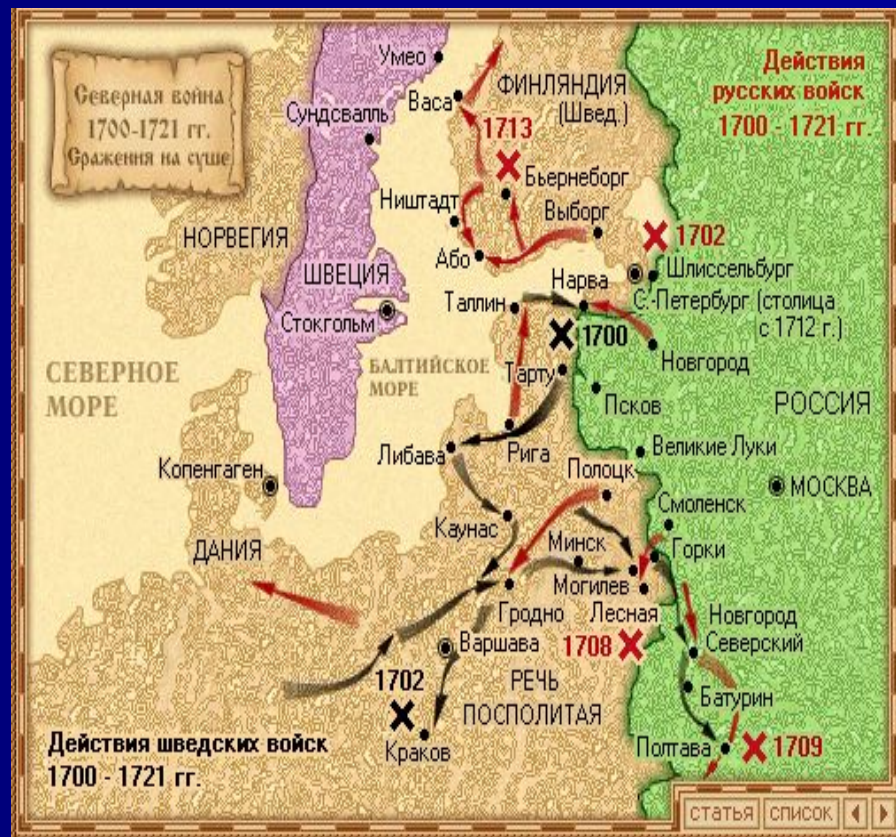 Северная война
1700-1721 гг.
Сражения на суше
Умео
Васа
Сундсвалль
ФИНЛЯНДИЯ
(Швед.)
Действия
русских войск
1700 - 1721 гг.
1713
Бьернеборг
Ништадт
Выборг
1702
НОРВЕГИЯ
ШВЕЦИЯ
Або
Шлиссельбург
Нарва
Таллин
С.-Петербург (столица
с 1712 г.)
Стокгольм
1700
Новгород
СЕВЕРНОЕ
МОРЕ
БАЛТИЙСКОЕ
МОРЕ
Тарту
Псков
РОССИЯ
Либава
Рига
Великие Луки
Копенгаген
Полоцк
МОСКВА
Смоленск
Каунас
Минск
Горки
ДАНИЯ
Могилев
Гродно
Лесная
Новгород
Северский
Варшава
1708
1702
РЕЧЬ
ПОСПОЛИТАЯ
Батурин
Краков
Полтава
1709
Действия шведских войск
1700 - 1721 гг.
статья
список